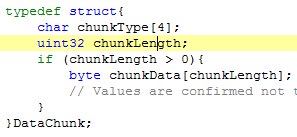 typedef struct{
char chunkType[4];
uint32 chunkLength;
if (chunkLength > 0){
byte chunkData[chunkLength];
// Values are confirmed not
}
}DataChunk;